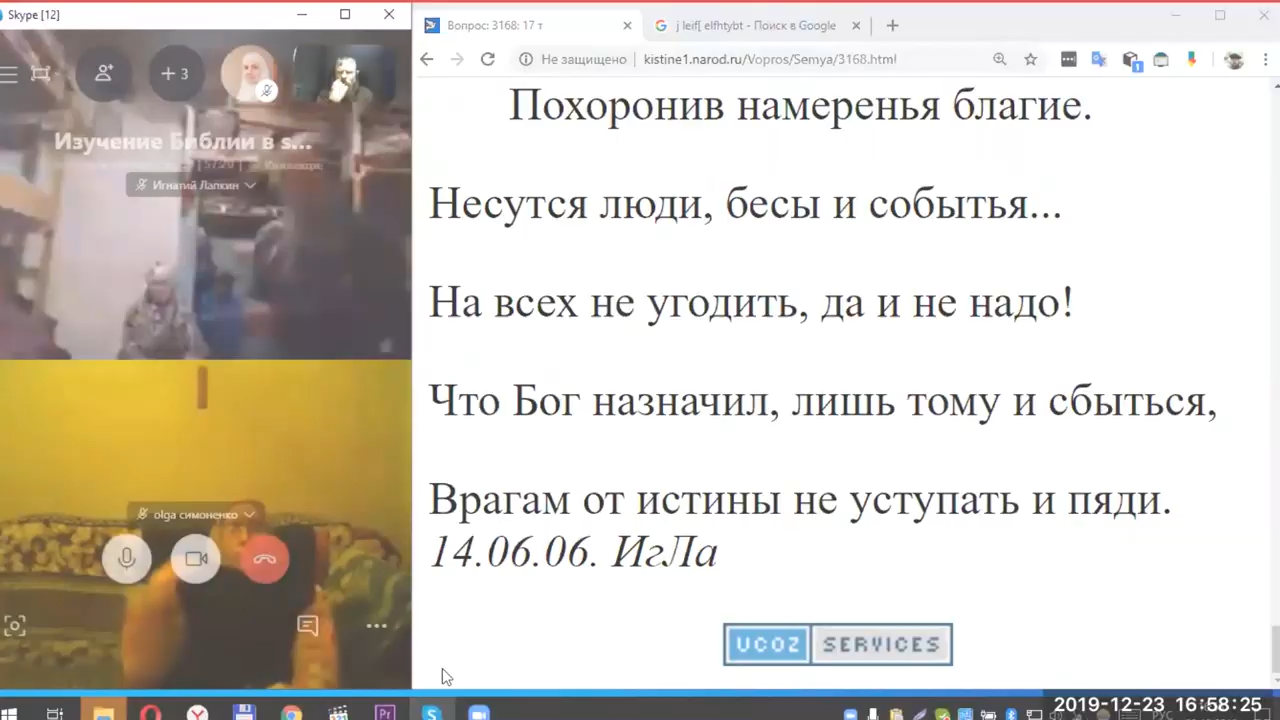 Skype [12]
+3
Изучение Библии в s...
Игнатий Лапкин
olga симоненко
Вопрос: 3168: 17 т
j leif[ elfhtybt - Поиск в Google
Не защищено
kistine1.narod.ru/Vopros/Semya/3168.html
1
Похоронив намеренья благие.
Несутся люди, бесы и событья...
На всех не угодить, да и не надо!
Что Бог назначил, лишь тому и сбыться,
Врагам от истины не уступать и пяди.
14.06.06. ИгЛа
UCOZ SERVICES
2019-12-23 16:58:25
РУС